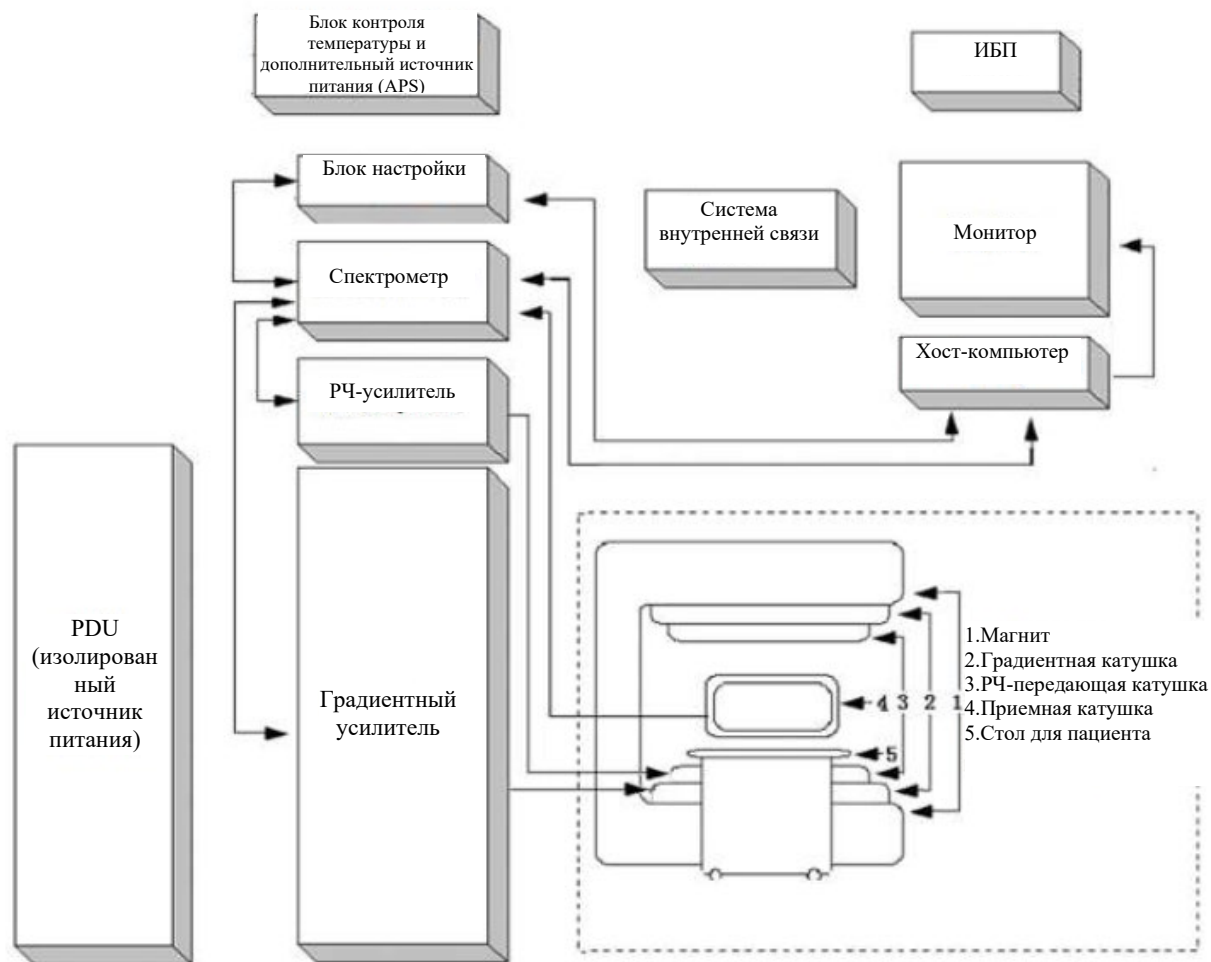 Блок контроля
температуры и
дополнительный источник
питания (APS)
ИБП
Блок настройки
Система
внутренней связи
Монитор
Спектрометр
Хост-компьютер
РЧ-усилитель
PDU
(изолирован
ный
источник
питания)
Градиентный
усилитель
1.Магнит
2.Градиентная катушка
3.РЧ-передающая катушка
4.Приемная катушка
5.Стол для пациента
4 3 2 1
5